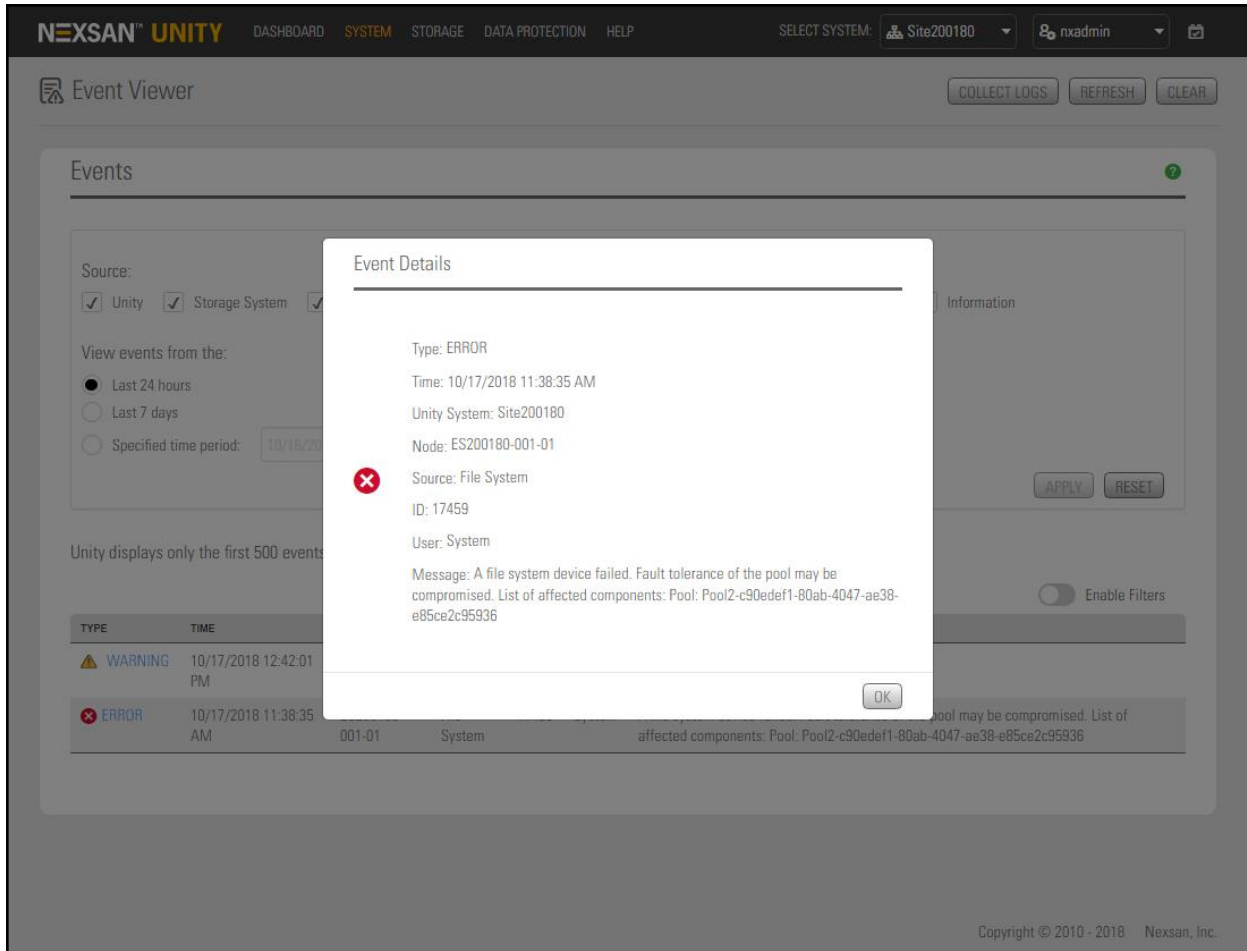 NEXSAN™ UNITY DASHBOARD SYSTEM STORAGE DATA PROTECTION HELP SELECT SYSTEM: Site200180 nxadmin
Event Viewer COLLECT LOGS REFRESH CLEAR
Events
Source:
Unity Storage System Information
View events from the:
Last 24 hours
Last 7 days
Specified time period: 10/18/20
APPLY RESET
Unity displays only the first 500 events
Enable Filters
TYPE TIME
WARNING 10/17/2018 12:42:01
PM
ERROR 10/17/2018 11:38:35 pool may be compromised. List of
AM 001-01 System affected components: Pool: Pool2-c90edef1-80ab-4047-ae38-e85ce2c95936
Event Details
Type: ERROR
Time: 10/17/2018 11:38:35 AM
Unity System: Site200180
Node: ES200180-001-01
Source: File System
ID: 17459
User: System
Message: A file system device failed. Fault tolerance of the pool may be
compromised. List of affected components: Pool: Pool2-c90edef1-80ab-4047-ae38-
e85ce2c95936
OK
Copyright © 2010 - 2018 Nexsan, Inc.